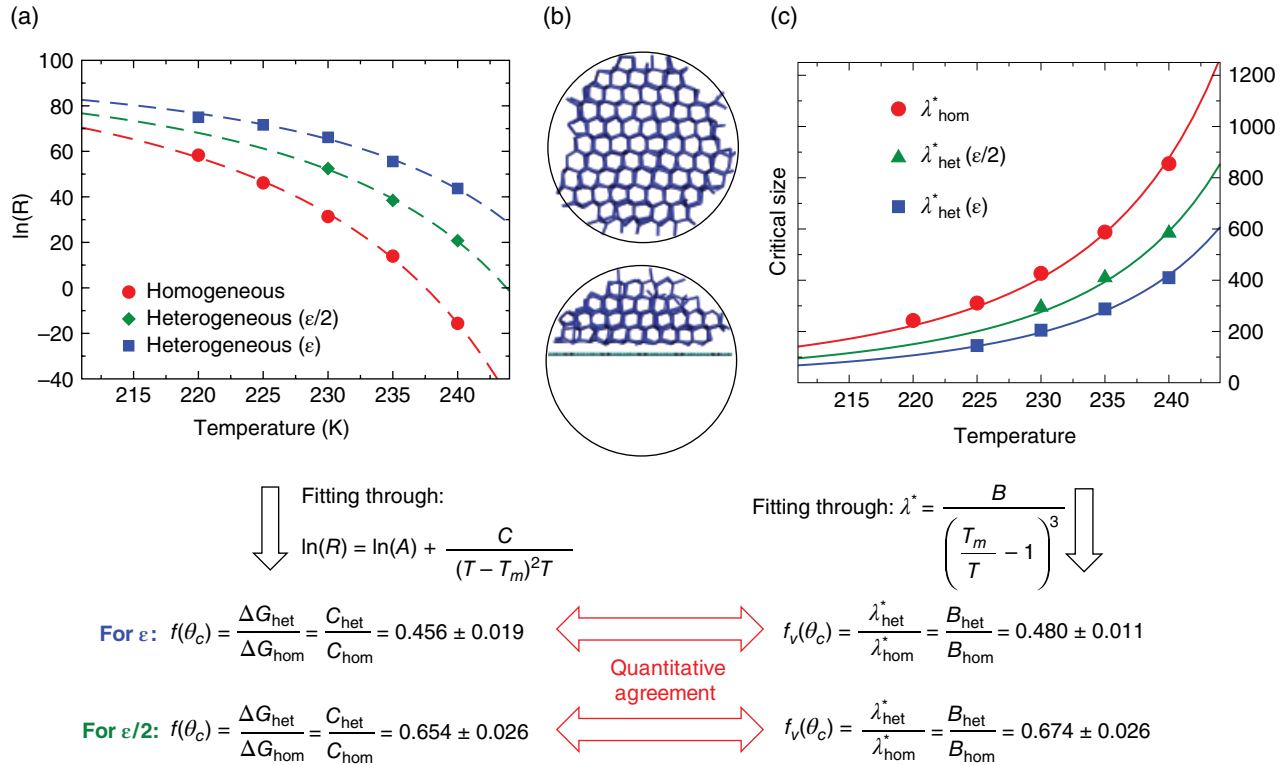 (a)
(b)
(c)
100
80
60
40
20
0
−20
−40
ln(R)
Homogeneous
Heterogeneous (ε/2)
Heterogeneous (ε)
215 220 225 230 235 240
Temperature (K)
λ*hom
λ*het (ε/2)
λ*het (ε)
Critical size
1200
1000
800
600
400
200
0
215 220 225 230 235 240
Temperature
Fitting through:
ln(R) = ln(A) + C / (T − Tm)²T
Fitting through: λ* = B / (Tm/T − 1)³
For ε: f(θc) = ΔGhet/ΔGhom = Chet/Chom = 0.456 ± 0.019
fv(θc) = λ*het/λ*hom = Bhet/Bhom = 0.480 ± 0.011
Quantitative
agreement
For ε/2: f(θc) = ΔGhet/ΔGhom = Chet/Chom = 0.654 ± 0.026
fv(θc) = λ*het/λ*hom = Bhet/Bhom = 0.674 ± 0.026